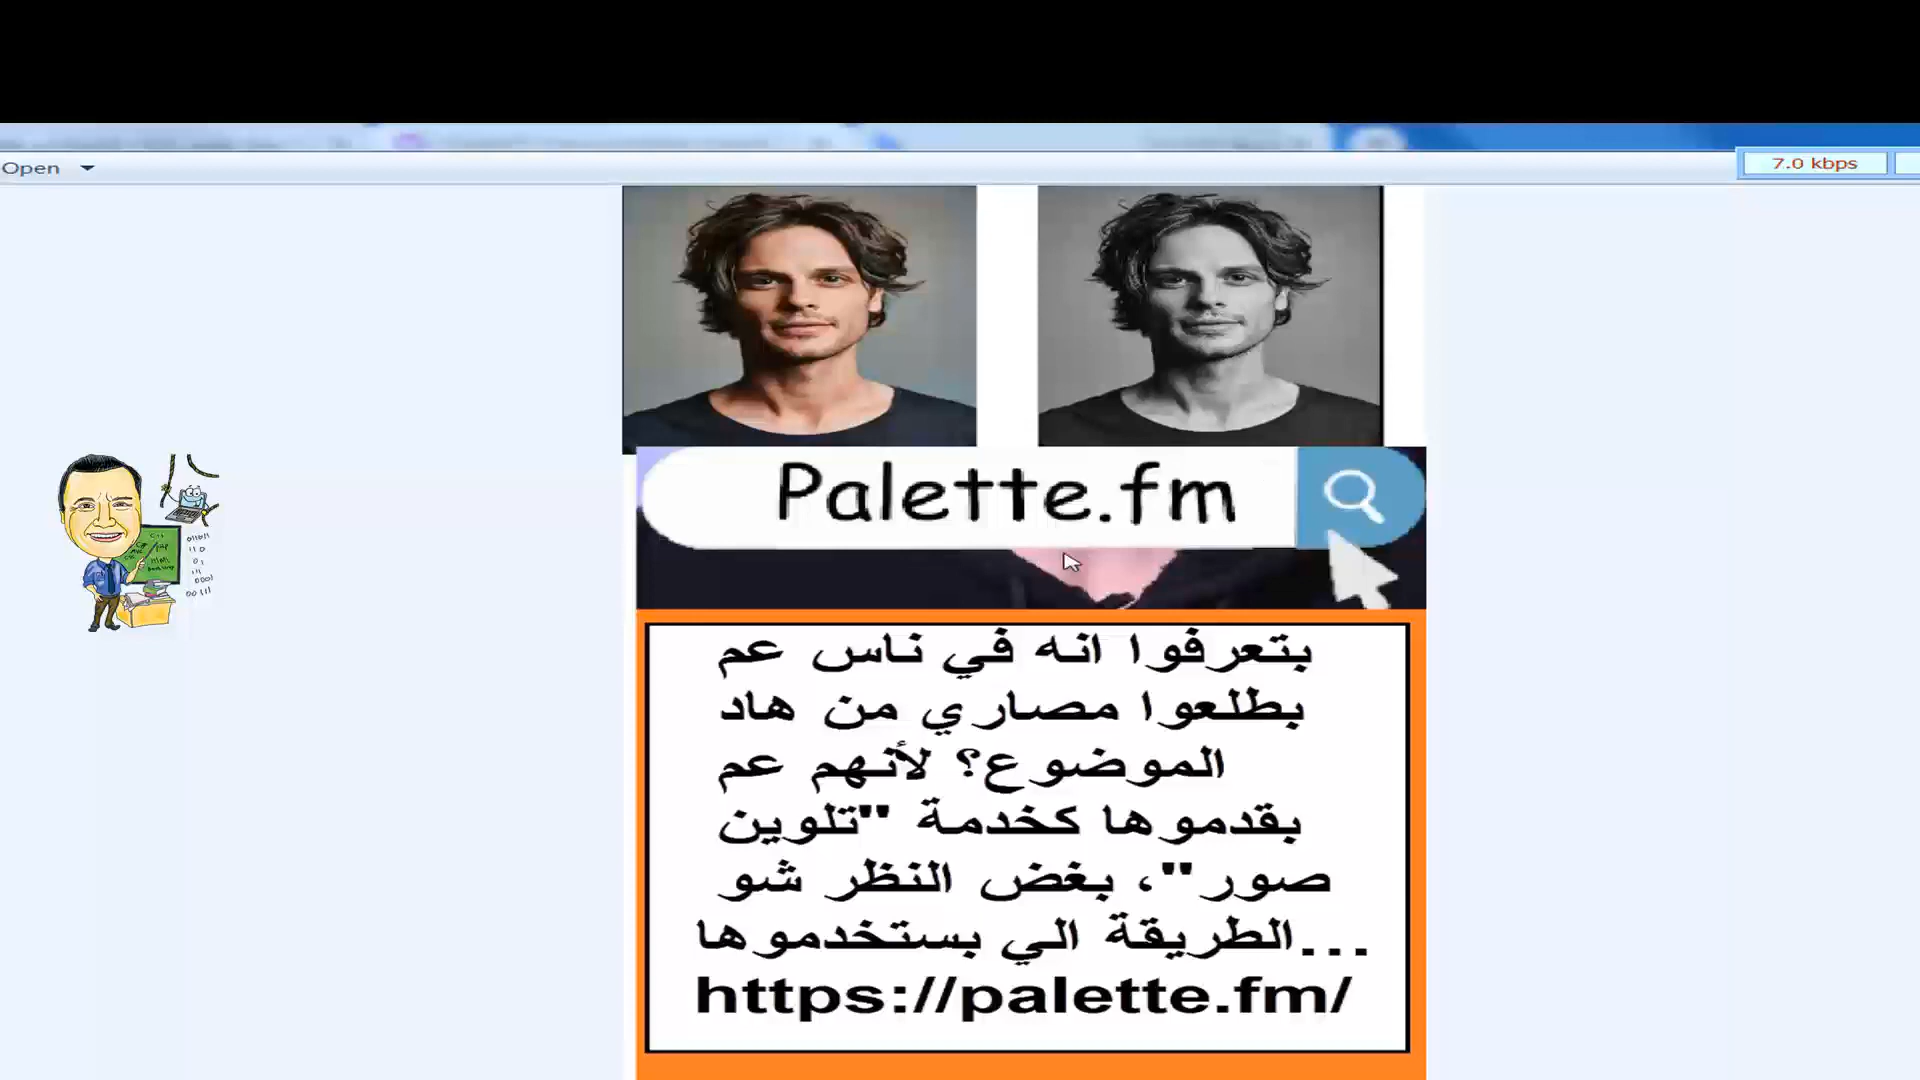 Open
7.0 kbps
Palette.fm
بتعرفوا انه في ناس عم
بطلعوا مصاري من هاد
الموضوع؟ لأنهم عم
بقدموها كخدمة "تلوين
صور"، بغض النظر شو
الطريقة الي بستخدموها...
https://palette.fm/